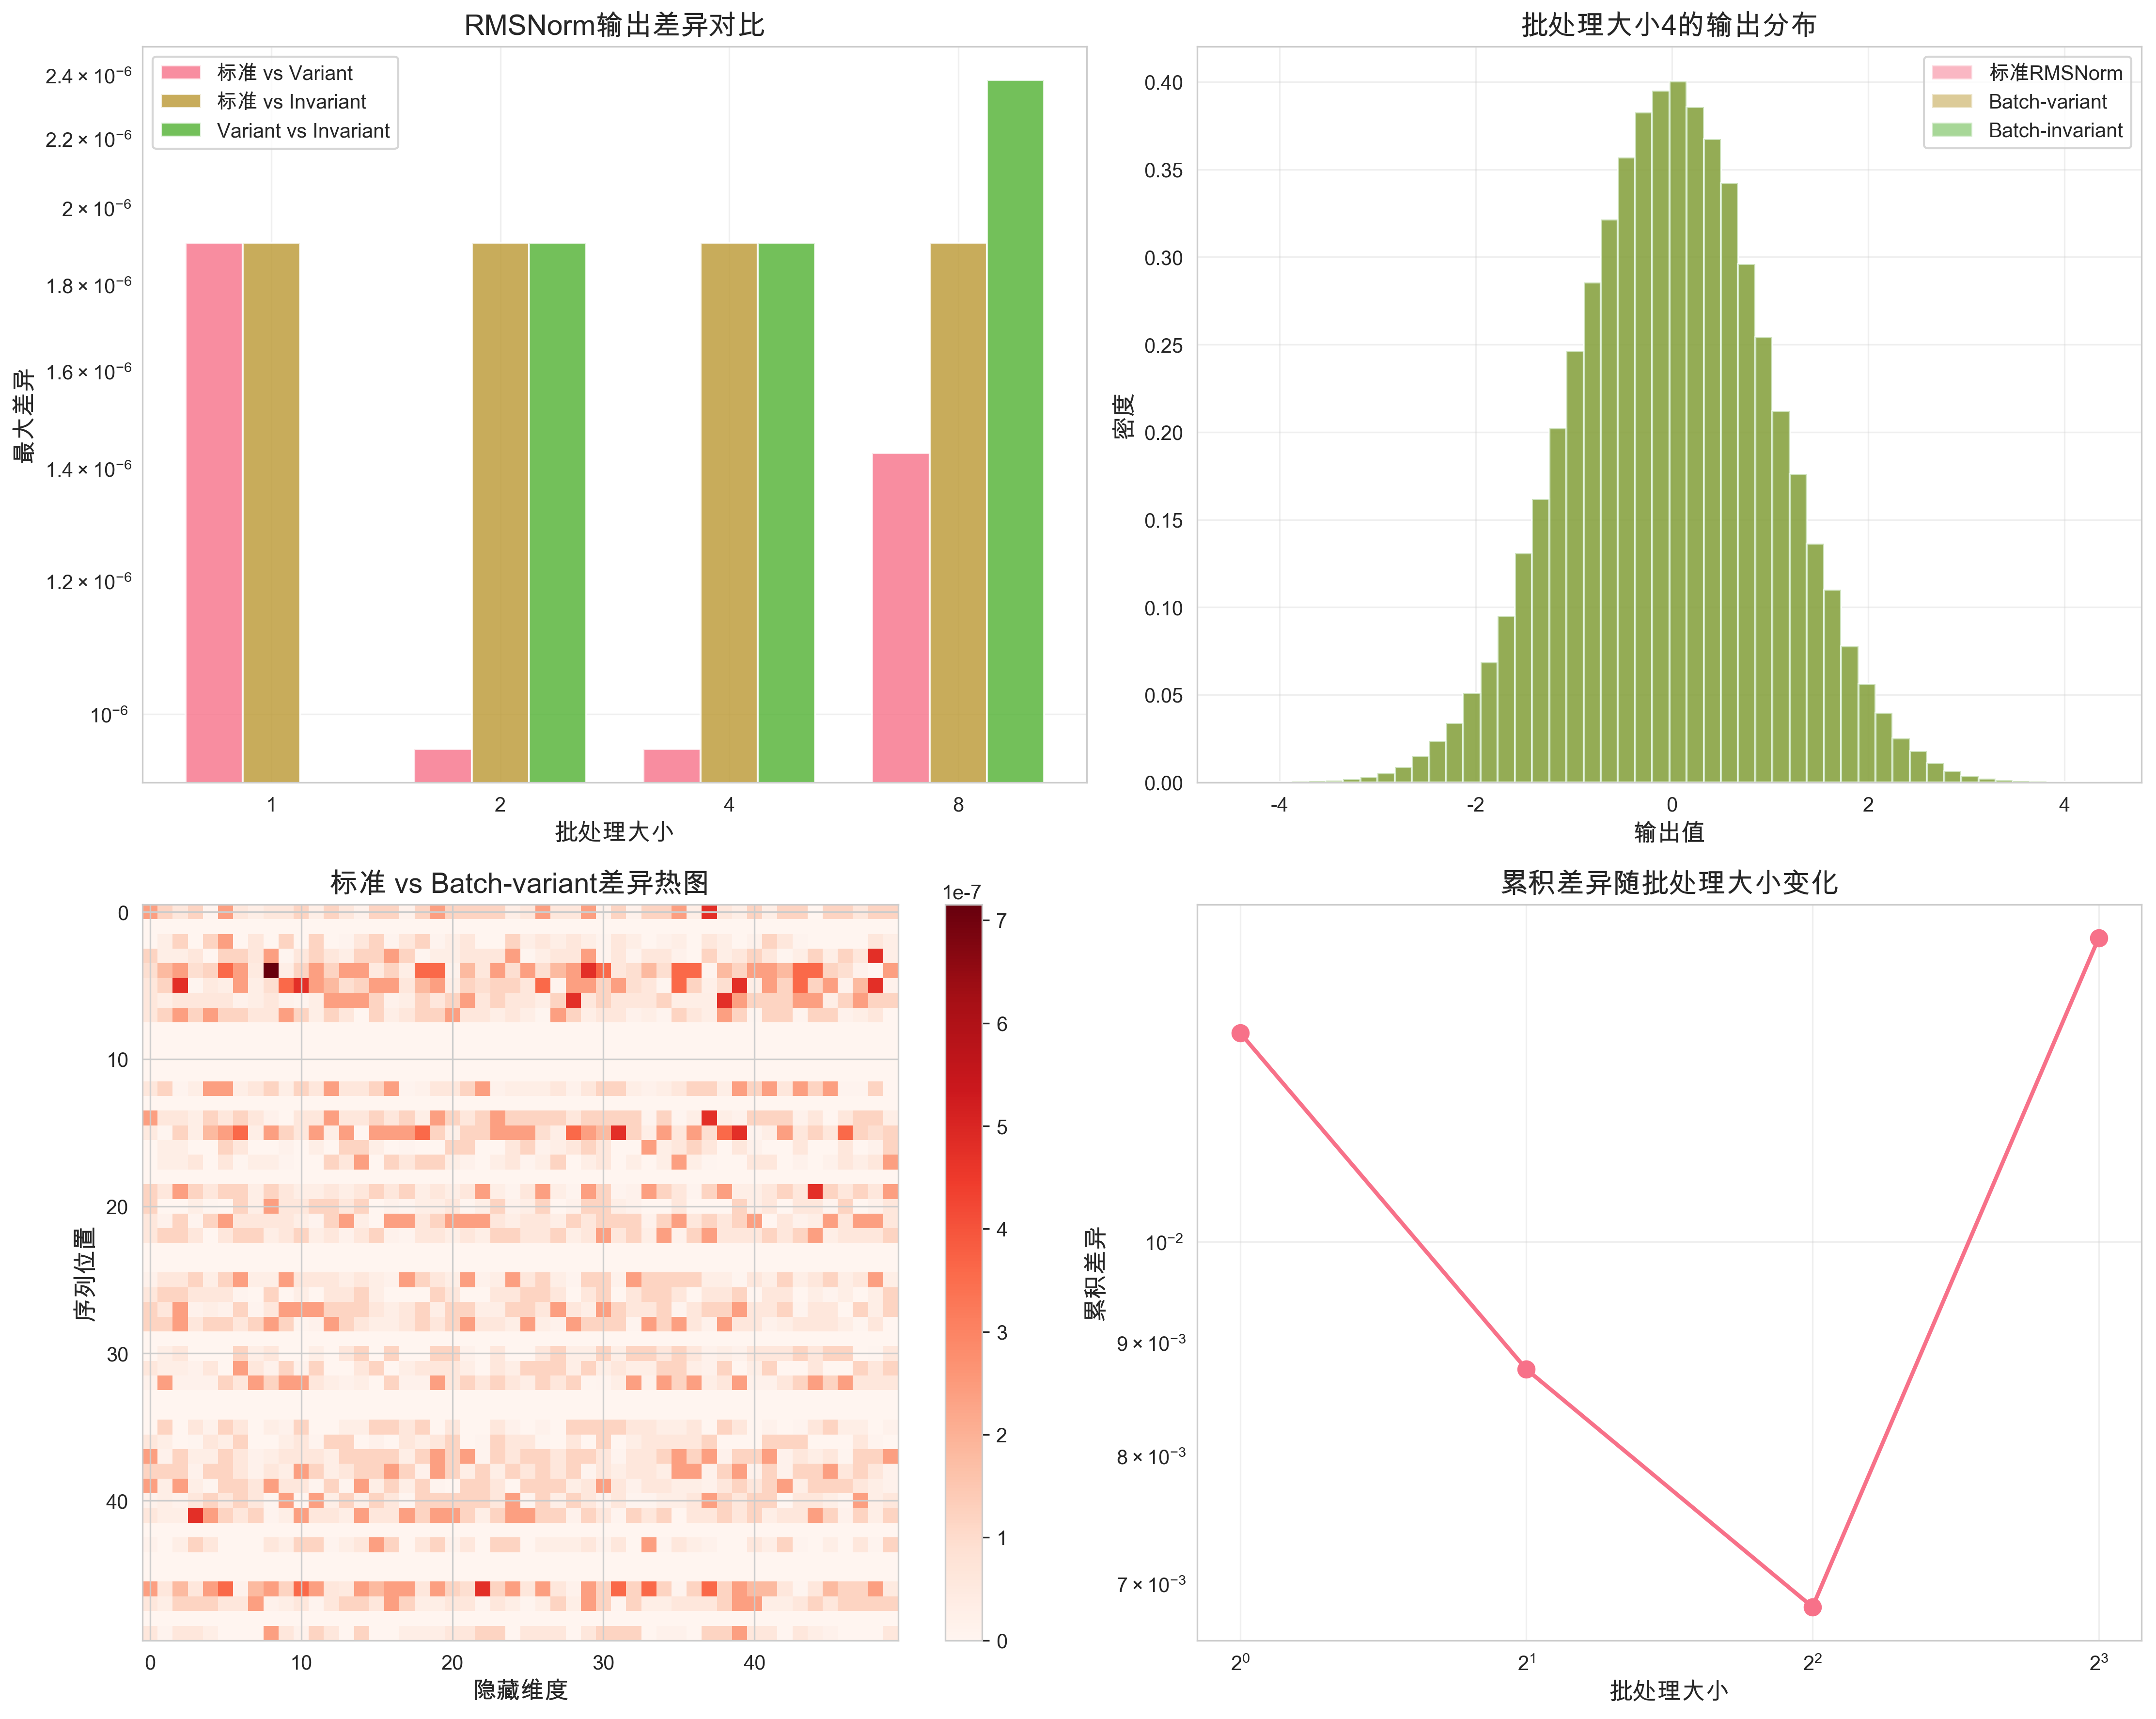 RMSNorm输出差异对比
标准 vs Variant
标准 vs Invariant
Variant vs Invariant
2.4 × 10⁻⁶
2.2 × 10⁻⁶
2 × 10⁻⁶
1.8 × 10⁻⁶
1.6 × 10⁻⁶
1.4 × 10⁻⁶
1.2 × 10⁻⁶
10⁻⁶
最大差异
1 2 4 8
批处理大小
批处理大小4的输出分布
标准RMSNorm
Batch-variant
Batch-invariant
0.40
0.35
0.30
0.25
0.20
0.15
0.10
0.05
0.00
密度
-4 -2 0 2 4
输出值
标准 vs Batch-variant差异热图
0
10
20
30
40
序列位置
0 10 20 30 40
隐藏维度
1e-7
7
6
5
4
3
2
1
0
累积差异随批处理大小变化
10⁻²
9 × 10⁻³
8 × 10⁻³
7 × 10⁻³
累积差异
2⁰ 2¹ 2² 2³
批处理大小